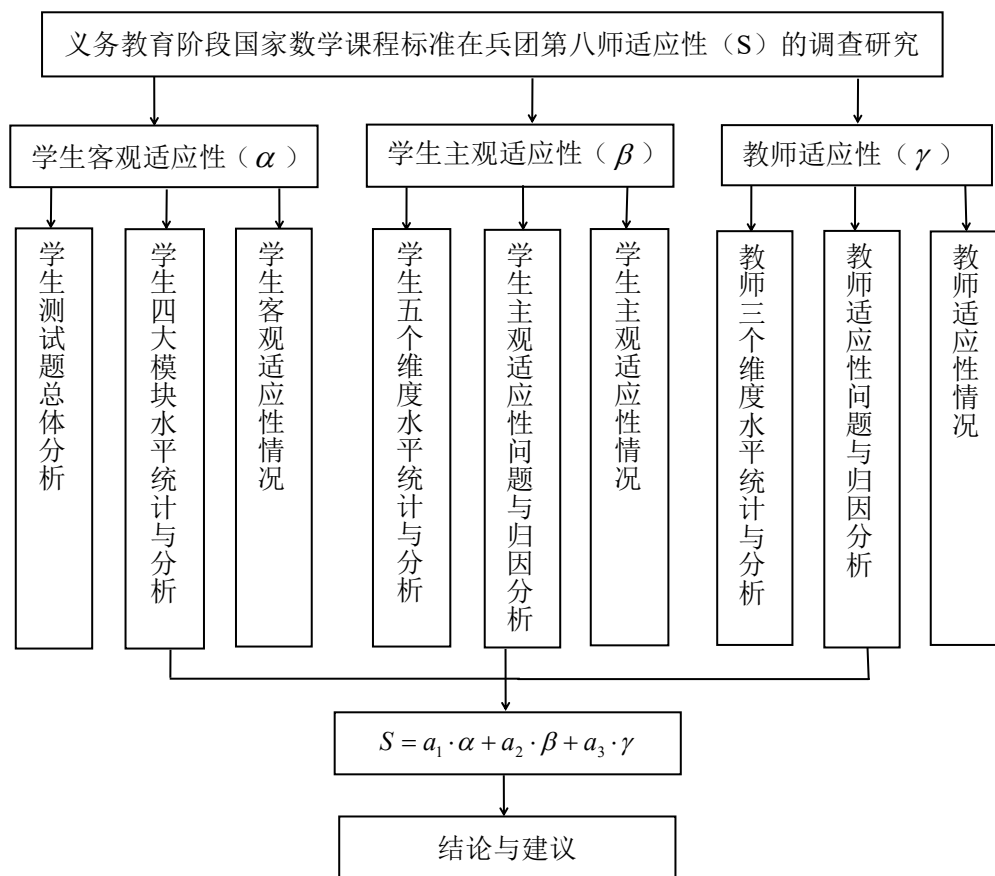 义务教育阶段国家数学课程标准在兵团第八师适应性（S）的调查研究
学生客观适应性（α）
学生主观适应性（β）
教师适应性（γ）
学生测试题总体分析
学生四大模块水平统计与分析
学生客观适应性情况
学生五个维度水平统计与分析
学生主观适应性问题与归因分析
学生主观适应性情况
教师三个维度水平统计与分析
教师适应性问题与归因分析
教师适应性情况
S = a₁·α + a₂·β + a₃·γ
结论与建议